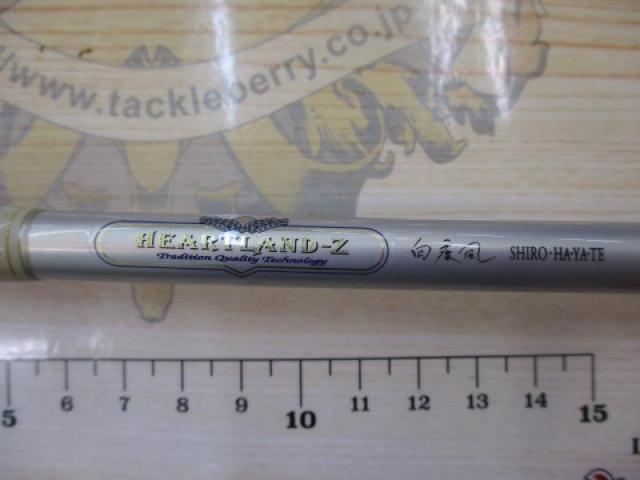 www.tackleberry.co.jp
HEARTLAND-Z
Tradition Quality Technology
白疾風 SHIRO-HA-YA-TE
5 6 7 8 9 10 11 12 13 14 15